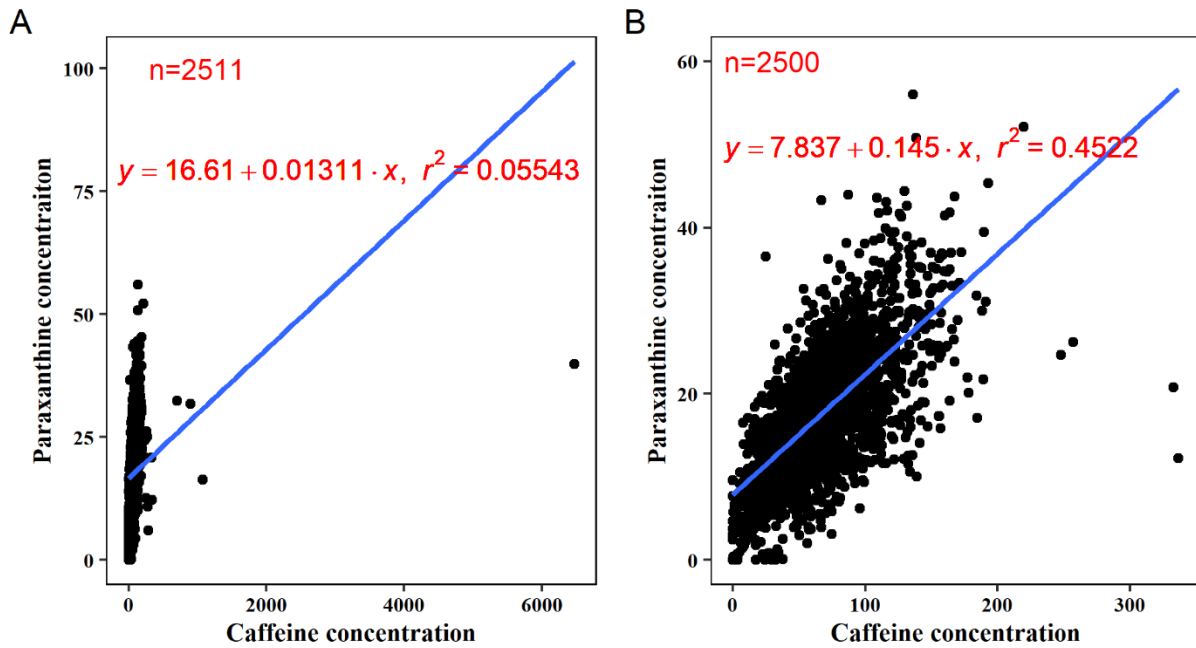 A
n=2511
y = 16.61 + 0.01311 · x, r² = 0.05543
100
75
50
25
0
0 2000 4000 6000
Paraxanthine concentraiton
Caffeine concentration
B
n=2500
y = 7.837 + 0.145 · x, r² = 0.4522
60
40
20
0
0 100 200 300
Paraxanthine concentration
Caffeine concentration